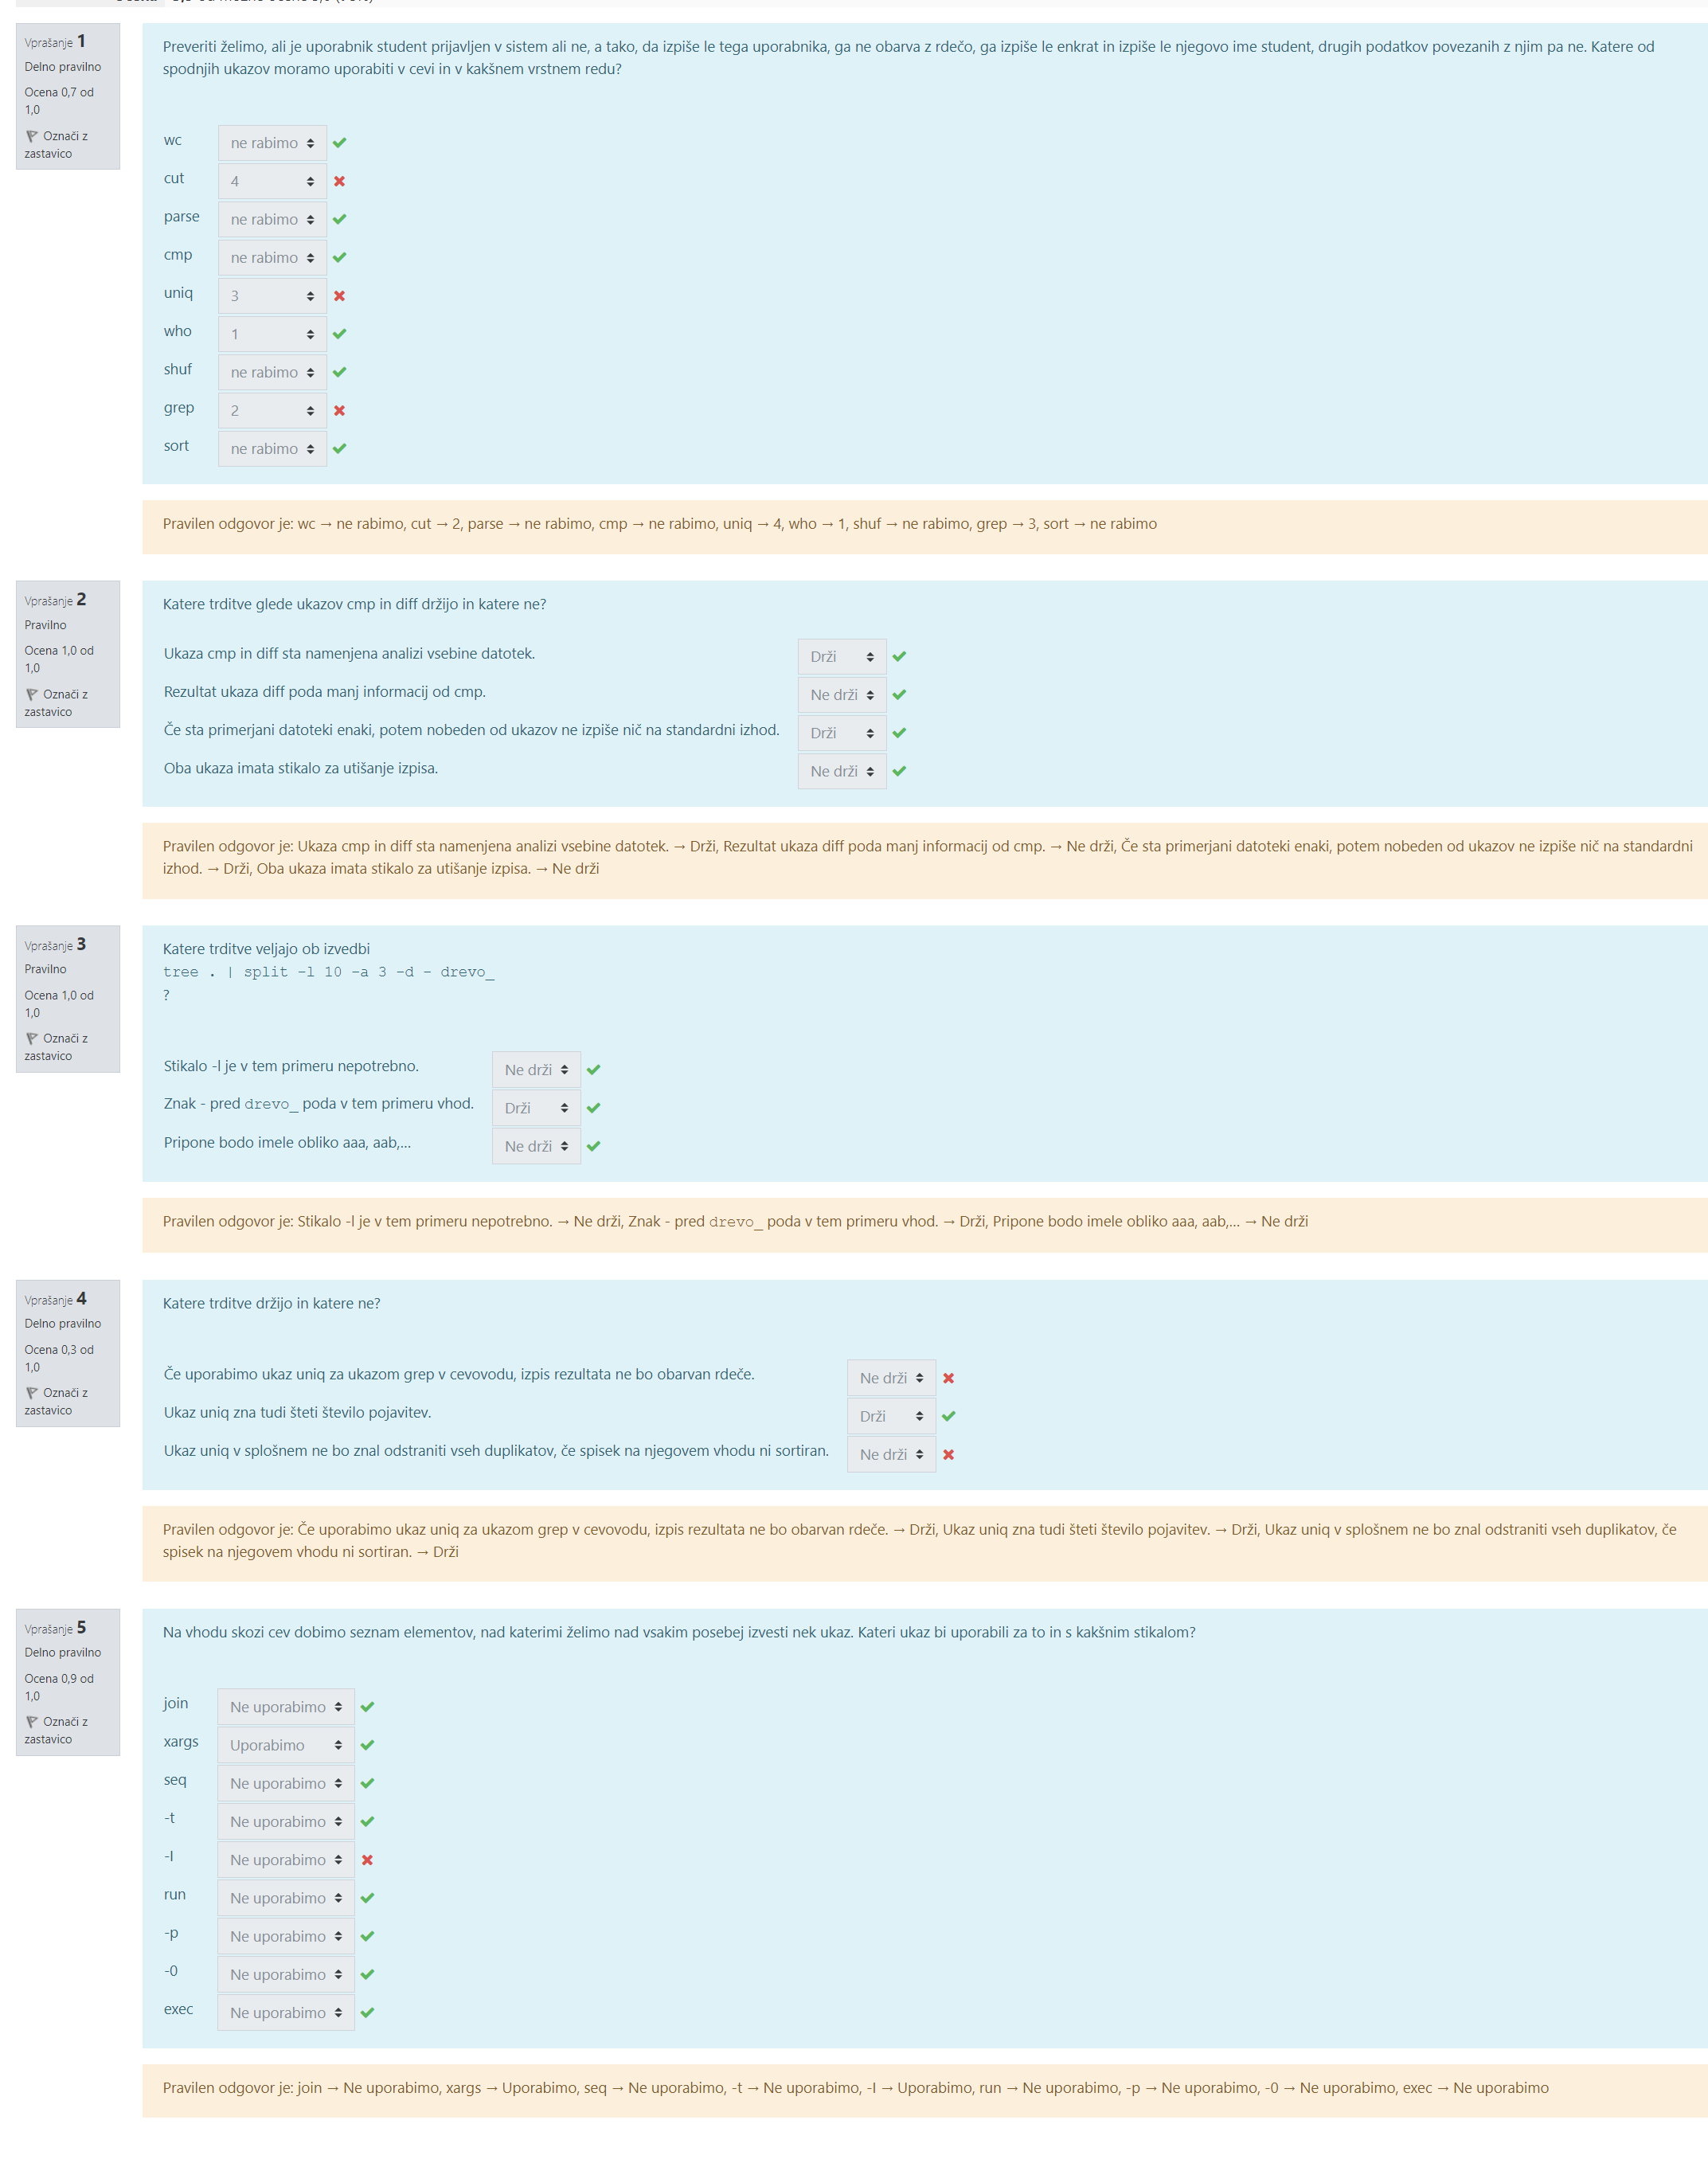 Vprašanje 1
Delno pravilno
Ocena 0,7 od
1,0
Označi z
zastavico
Preveriti želimo, ali je uporabnik student prijavljen v sistem ali ne, a tako, da izpiše le tega uporabnika, ga ne obarva z rdečo, ga izpiše le enkrat in izpiše le njegovo ime student, drugih podatkov povezanih z njim pa ne. Katere od
spodnjih ukazov moramo uporabiti v cevi in v kakšnem vrstnem redu?
wc ne rabimo
cut 4
parse ne rabimo
cmp ne rabimo
uniq 3
who 1
shuf ne rabimo
grep 2
sort ne rabimo
Pravilen odgovor je: wc → ne rabimo, cut → 2, parse → ne rabimo, cmp → ne rabimo, uniq → 4, who → 1, shuf → ne rabimo, grep → 3, sort → ne rabimo
Vprašanje 2
Pravilno
Ocena 1,0 od
1,0
Označi z
zastavico
Katere trditve glede ukazov cmp in diff držijo in katere ne?
Ukaza cmp in diff sta namenjena analizi vsebine datotek. Drži
Rezultat ukaza diff poda manj informacij od cmp. Ne drži
Če sta primerjani datoteki enaki, potem nobeden od ukazov ne izpiše nič na standardni izhod. Drži
Oba ukaza imata stikalo za utišanje izpisa. Ne drži
Pravilen odgovor je: Ukaza cmp in diff sta namenjena analizi vsebine datotek. → Drži, Rezultat ukaza diff poda manj informacij od cmp. → Ne drži, Če sta primerjani datoteki enaki, potem nobeden od ukazov ne izpiše nič na standardni
izhod. → Drži, Oba ukaza imata stikalo za utišanje izpisa. → Ne drži
Vprašanje 3
Pravilno
Ocena 1,0 od
1,0
Označi z
zastavico
Katere trditve veljajo ob izvedbi
tree . | split -l 10 -a 3 -d - drevo_
?
Stikalo -l je v tem primeru nepotrebno. Ne drži
Znak - pred drevo_ poda v tem primeru vhod. Drži
Pripone bodo imele obliko aaa, aab,... Ne drži
Pravilen odgovor je: Stikalo -l je v tem primeru nepotrebno. → Ne drži, Znak - pred drevo_ poda v tem primeru vhod. → Drži, Pripone bodo imele obliko aaa, aab,... → Ne drži
Vprašanje 4
Delno pravilno
Ocena 0,3 od
1,0
Označi z
zastavico
Katere trditve držijo in katere ne?
Če uporabimo ukaz uniq za ukazom grep v cevovodu, izpis rezultata ne bo obarvan rdeče. Ne drži
Ukaz uniq zna tudi šteti število pojavitev. Drži
Ukaz uniq v splošnem ne bo znal odstraniti vseh duplikatov, če spisek na njegovem vhodu ni sortiran. Ne drži
Pravilen odgovor je: Če uporabimo ukaz uniq za ukazom grep v cevovodu, izpis rezultata ne bo obarvan rdeče. → Drži, Ukaz uniq zna tudi šteti število pojavitev. → Drži, Ukaz uniq v splošnem ne bo znal odstraniti vseh duplikatov, če
spisek na njegovem vhodu ni sortiran. → Drži
Vprašanje 5
Delno pravilno
Ocena 0,9 od
1,0
Označi z
zastavico
Na vhodu skozi cev dobimo seznam elementov, nad katerimi želimo nad vsakim posebej izvesti nek ukaz. Kateri ukaz bi uporabili za to in s kakšnim stikalom?
join Ne uporabimo
xargs Uporabimo
seq Ne uporabimo
-t Ne uporabimo
-I Ne uporabimo
run Ne uporabimo
-p Ne uporabimo
-0 Ne uporabimo
exec Ne uporabimo
Pravilen odgovor je: join → Ne uporabimo, xargs → Uporabimo, seq → Ne uporabimo, -t → Ne uporabimo, -I → Uporabimo, run → Ne uporabimo, -p → Ne uporabimo, -0 → Ne uporabimo, exec → Ne uporabimo